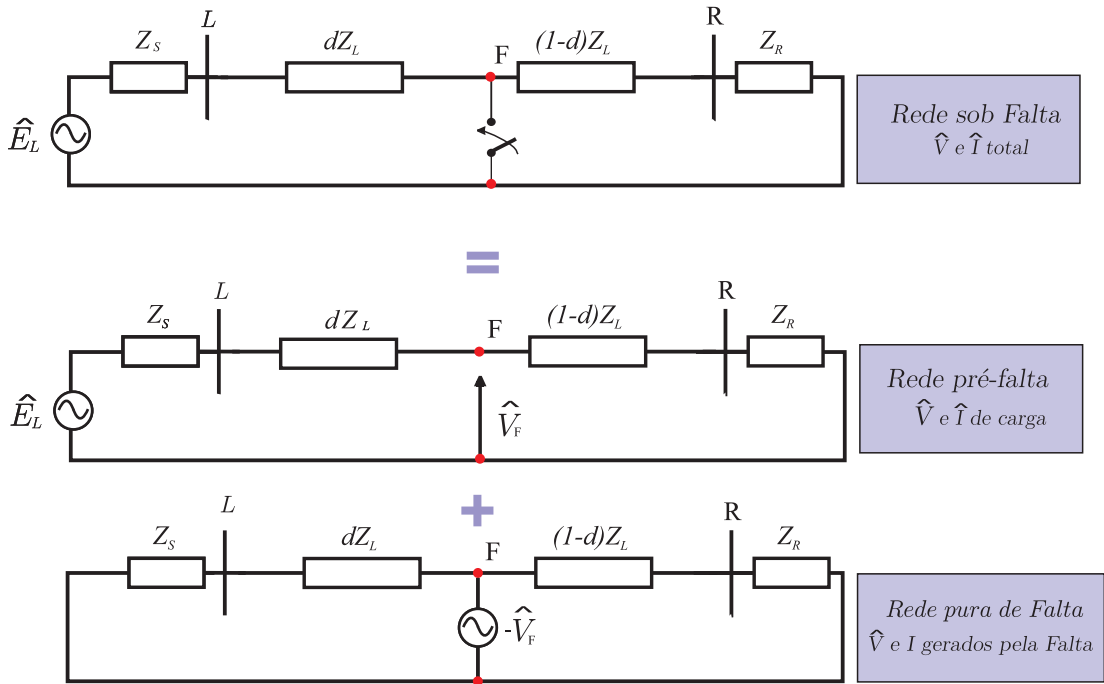 L
R
Z_S
dZ_L
F
(1-d)Z_L
Z_R
Ê_L
Rede sob Falta
V̂ e Î total
=
L
R
Z_S
dZ_L
F
(1-d)Z_L
Z_R
Ê_L
V̂_F
Rede pré-falta
V̂ e Î de carga
+
L
R
Z_S
dZ_L
F
(1-d)Z_L
Z_R
-V̂_F
Rede pura de Falta
V̂ e I gerados pela Falta